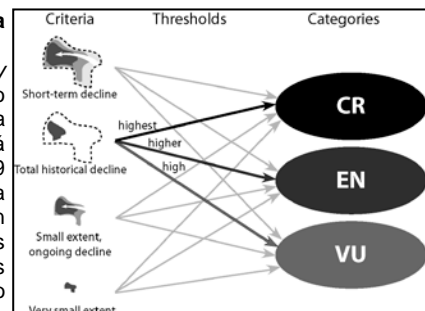 Criteria Thresholds Categories
Short-term decline
highest
CR
higher
Total historical decline
high
EN
Small extent,
ongoing decline
VU
Very small extent